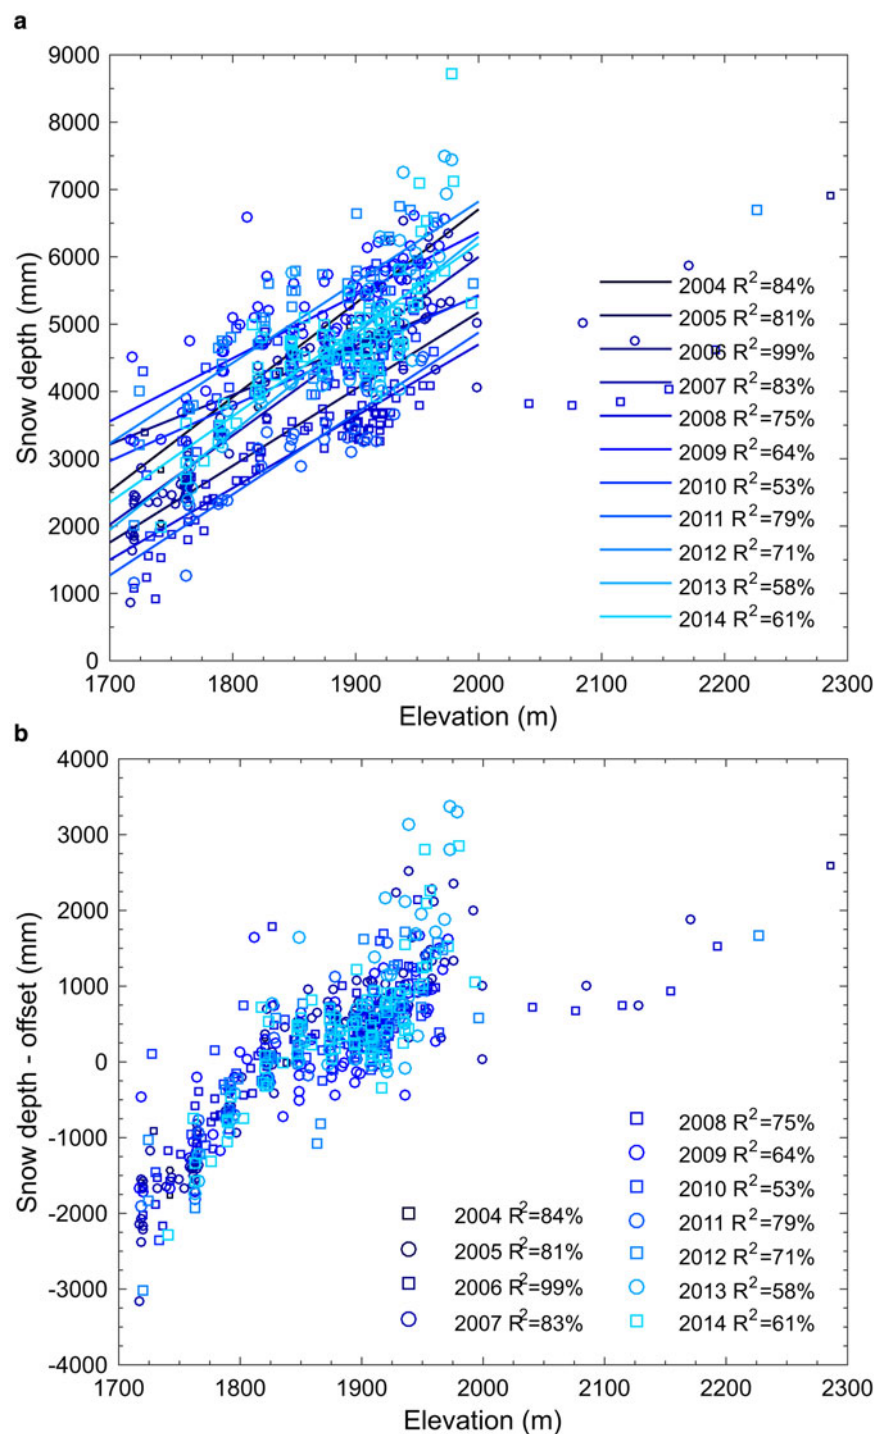 a
9000
8000
7000
6000
5000
4000
3000
2000
1000
0
Snow depth (mm)
2004 R2=84%
2005 R2=81%
2006 R2=99%
2007 R2=83%
2008 R2=75%
2009 R2=64%
2010 R2=53%
2011 R2=79%
2012 R2=71%
2013 R2=58%
2014 R2=61%
1700 1800 1900 2000 2100 2200 2300
Elevation (m)
b
4000
3000
2000
1000
0
-1000
-2000
-3000
-4000
Snow depth - offset (mm)
2004 R2=84%
2005 R2=81%
2006 R2=99%
2007 R2=83%
2008 R2=75%
2009 R2=64%
2010 R2=53%
2011 R2=79%
2012 R2=71%
2013 R2=58%
2014 R2=61%
1700 1800 1900 2000 2100 2200 2300
Elevation (m)